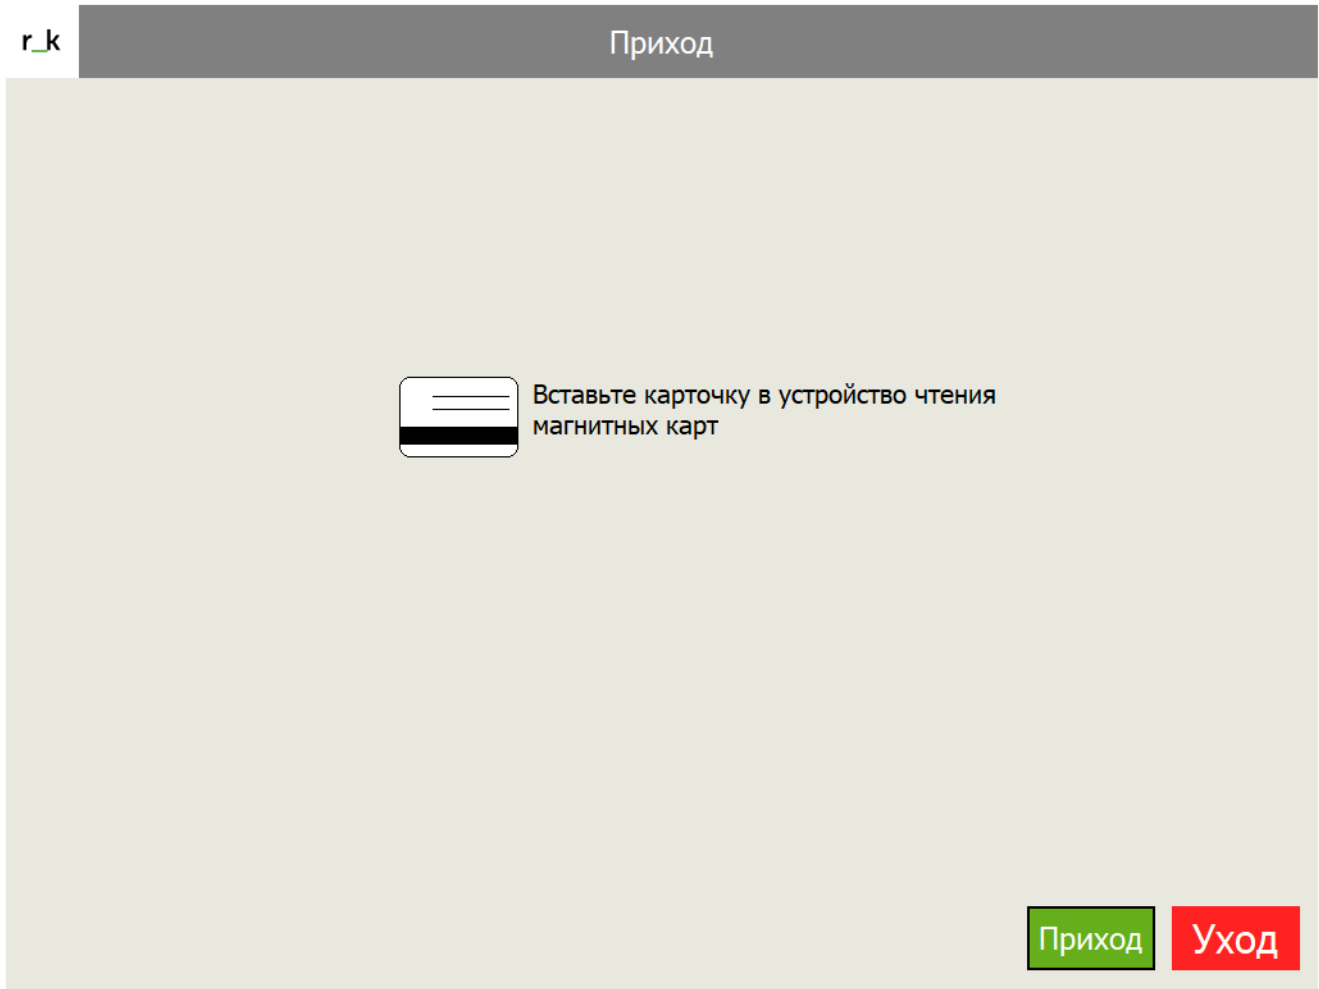 r_k
Приход
Вставьте карточку в устройство чтения
магнитных карт
Приход
Уход